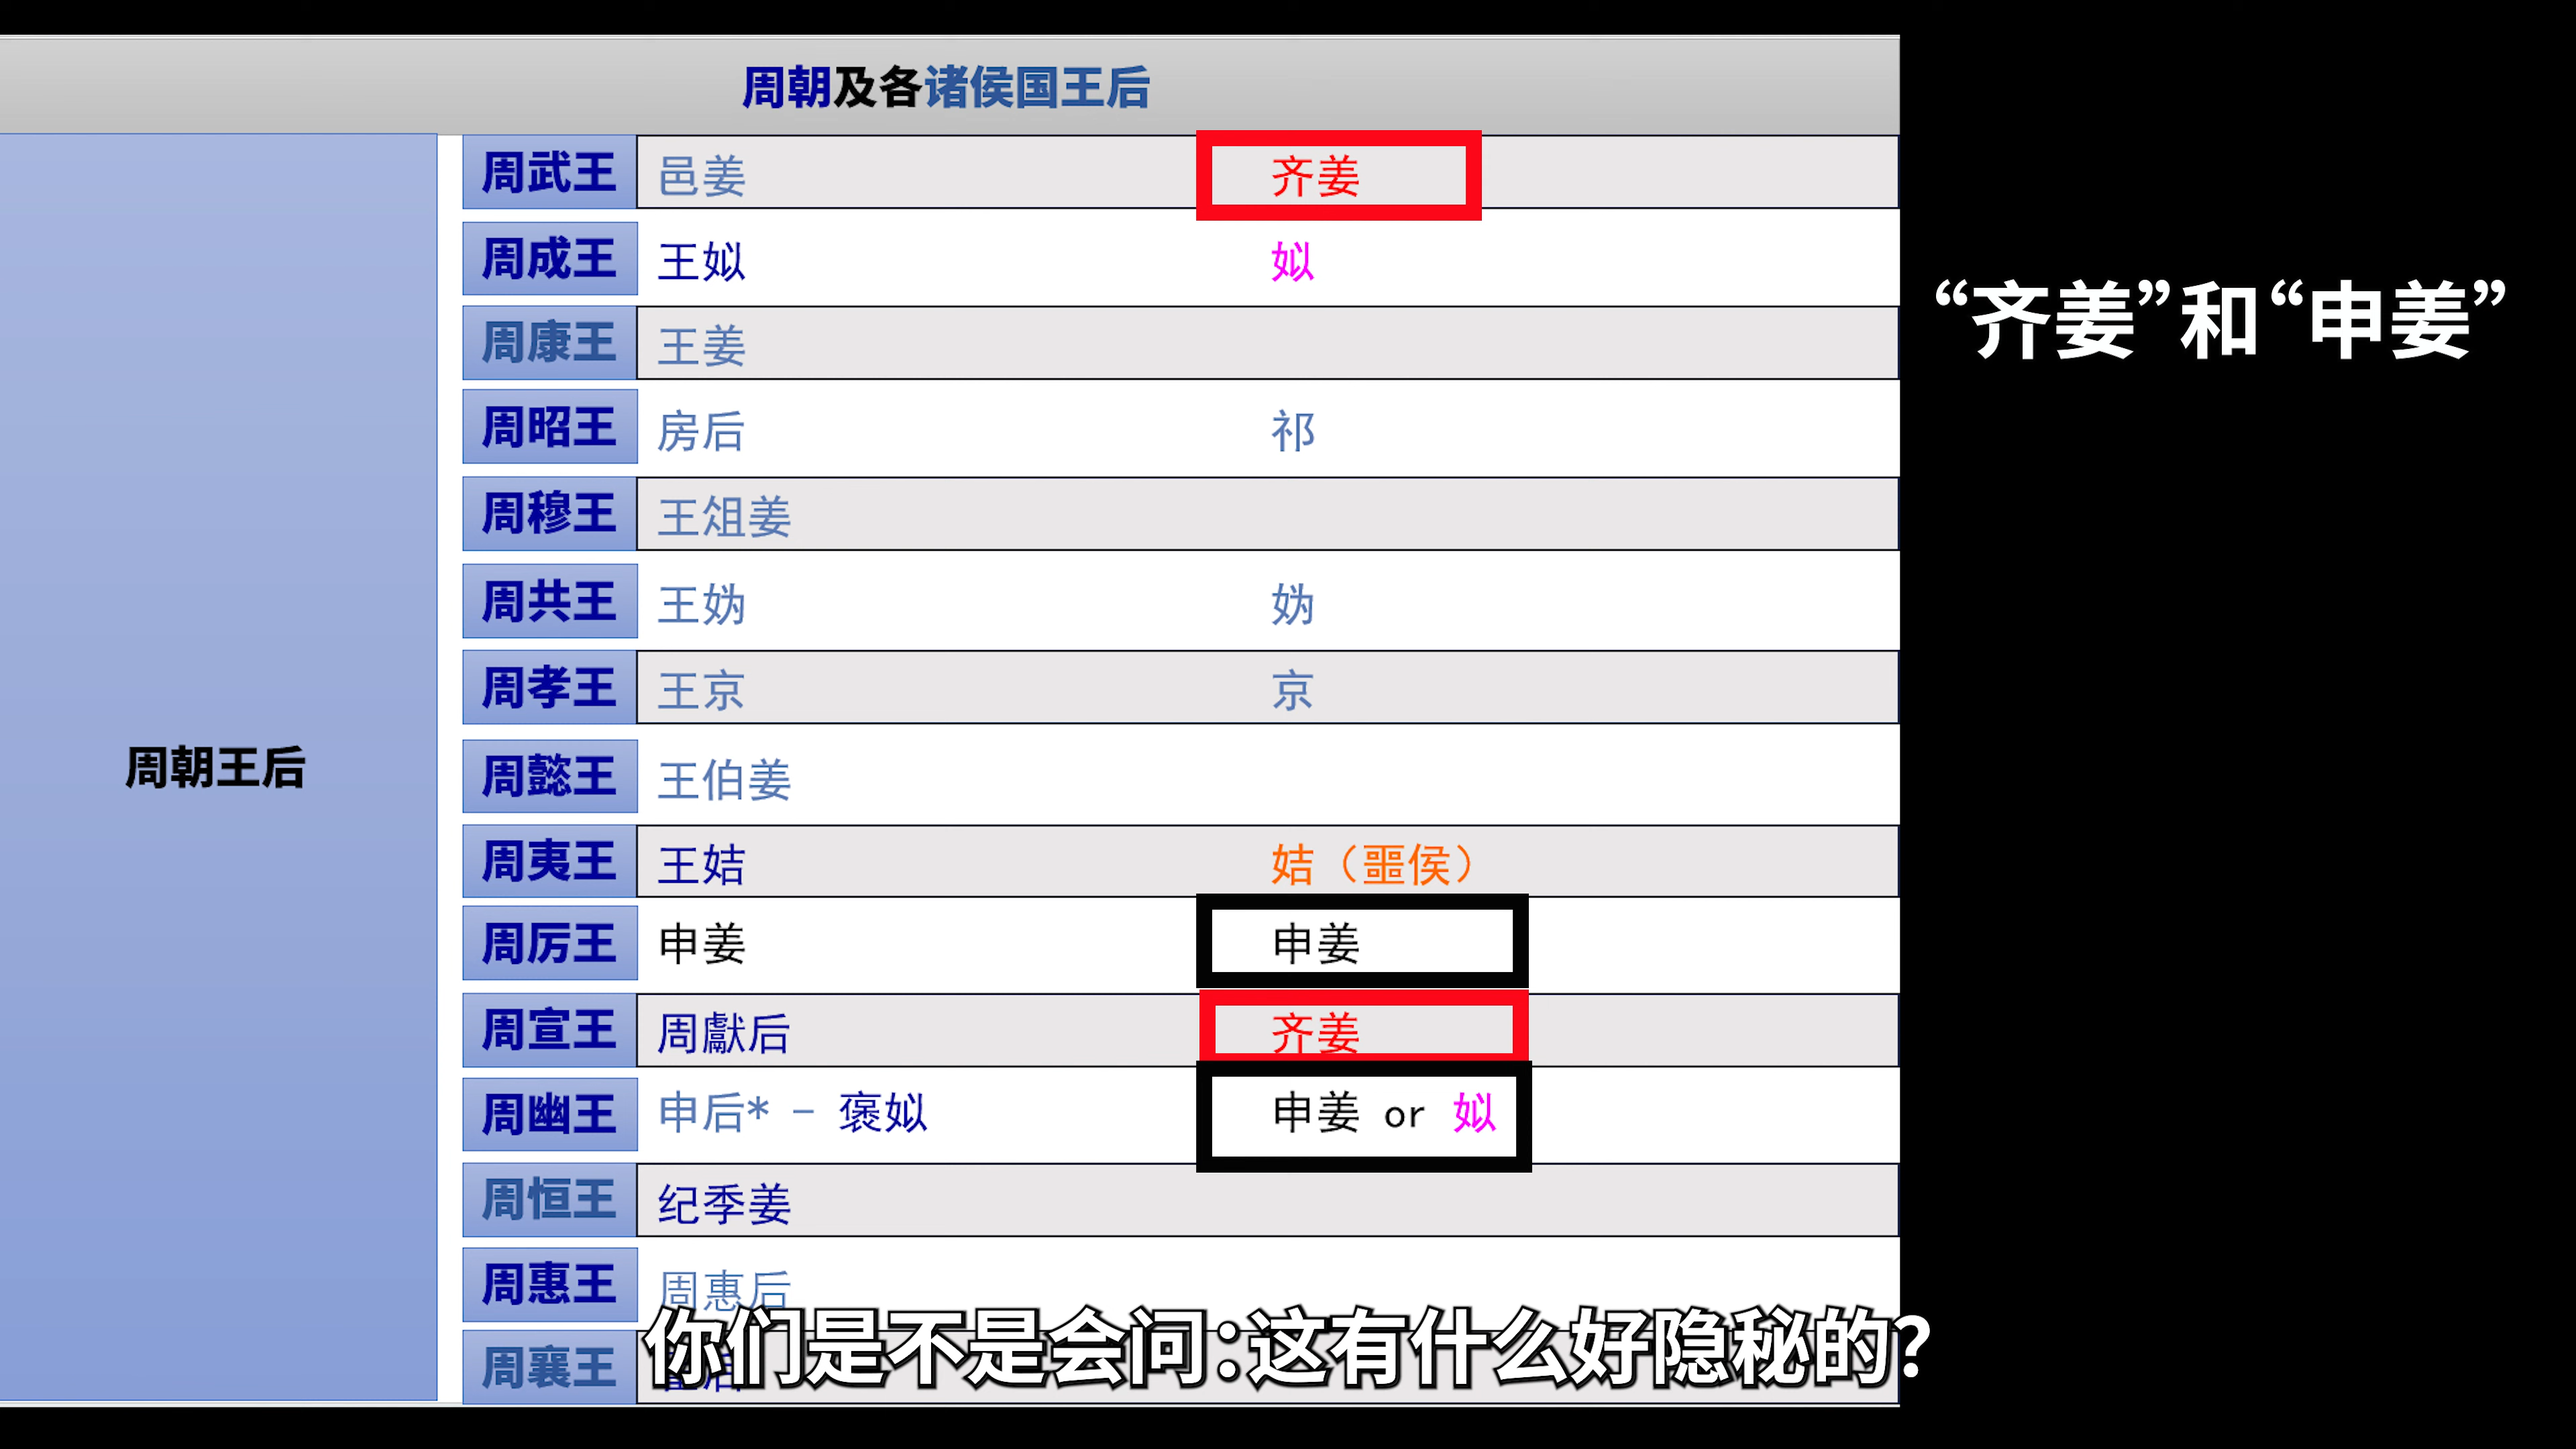 周朝及各诸侯国王后
周武王 邑姜 齐姜
周成王 王姒 姒
“齐姜”和“申姜”
周康王 王姜
周昭王 房后 祁
周穆王 王俎姜
周共王 王妫 妫
周孝王 王京 京
周朝王后
周懿王 王伯姜
周夷王 王姞 姞（噩侯）
周厉王 申姜 申姜
周宣王 周獻后 齐姜
周幽王 申后* - 褒姒 申姜 or 姒
周恒王 纪季姜
周惠王 周惠后
周襄王
你们是不是会问：这有什么好隐秘的？